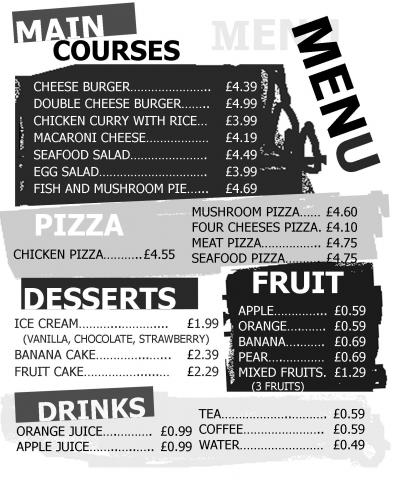 MENU
MAIN
COURSES
MENU
CHEESE BURGER..................... £4.39
DOUBLE CHEESE BURGER....... £4.99
CHICKEN CURRY WITH RICE... £3.99
MACARONI CHEESE................ £4.19
SEAFOOD SALAD.................... £4.49
EGG SALAD............................ £3.99
FISH AND MUSHROOM PIE...... £4.69
PIZZA
CHICKEN PIZZA...........£4.55
MUSHROOM PIZZA...... £4.60
FOUR CHEESES PIZZA. £4.10
MEAT PIZZA................. £4.75
SEAFOOD PIZZA........... £4.75
DESSERTS
ICE CREAM....................... £1.99
(VANILLA, CHOCOLATE, STRAWBERRY)
BANANA CAKE.................... £2.39
FRUIT CAKE....................... £2.29
FRUIT
APPLE.............. £0.59
ORANGE.......... £0.59
BANANA.......... £0.69
PEAR............... £0.69
MIXED FRUITS. £1.29
(3 FRUITS)
DRINKS
ORANGE JUICE............. £0.99
APPLE JUICE................ £0.99
TEA................................. £0.59
COFFEE........................... £0.59
WATER............................ £0.49